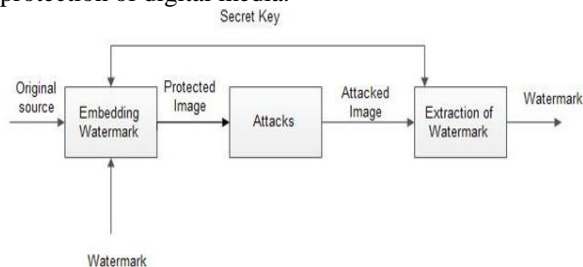 protection of digital media.
Secret Key
Original
source
Embedding
Watermark
Protected
Image
Attacks
Attacked
Image
Extraction of
Watermark
Watermark
Watermark